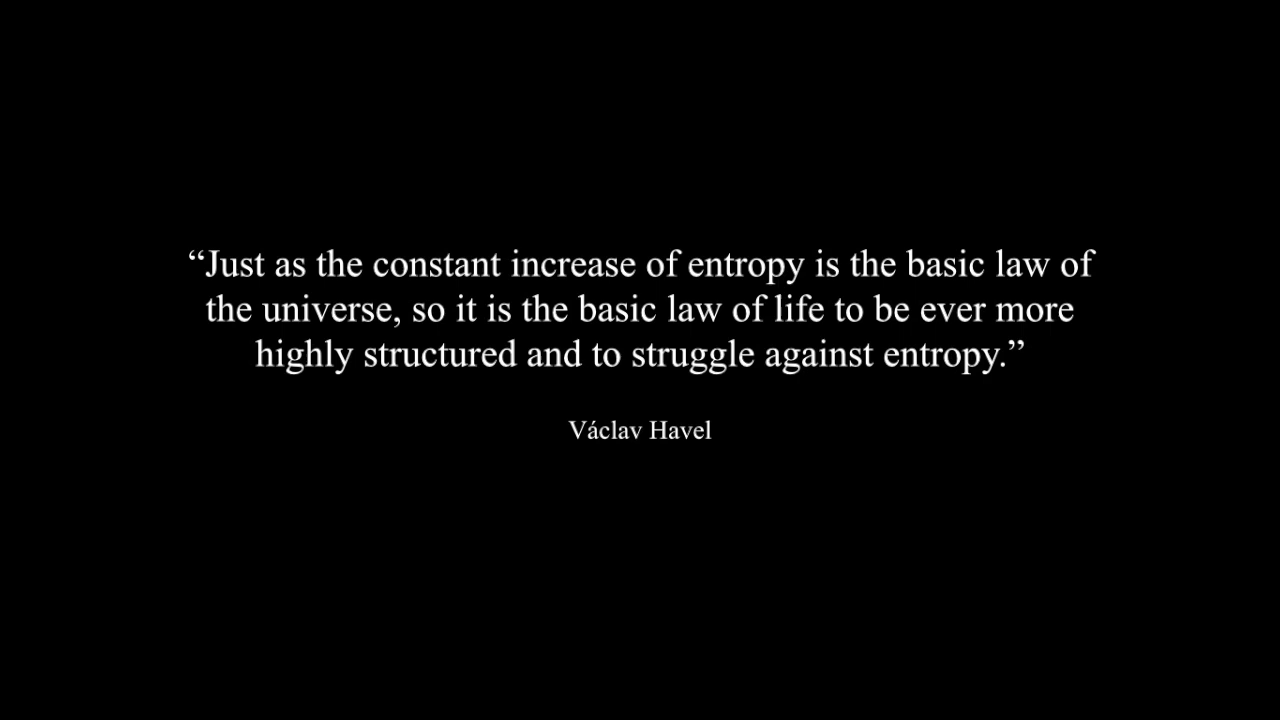 “Just as the constant increase of entropy is the basic law of
the universe, so it is the basic law of life to be ever more
highly structured and to struggle against entropy.”
Václav Havel